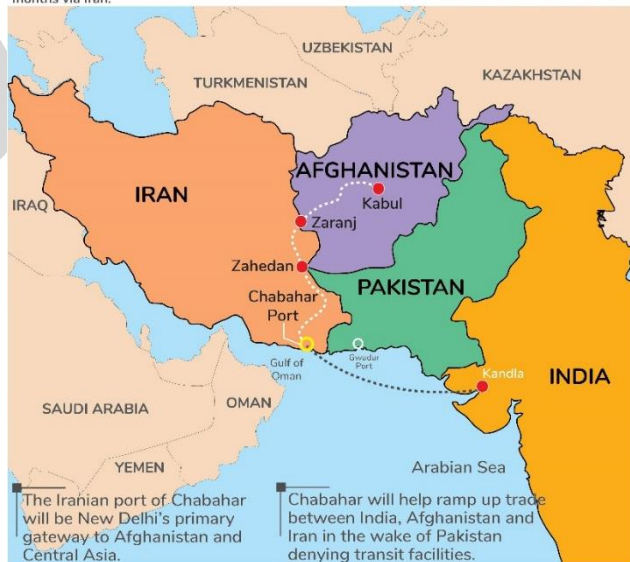 months via Iran.
UZBEKISTAN
KAZAKHSTAN
TURKMENISTAN
AFGHANISTAN
IRAN
Kabul
IRAQ
Zaranj
Zahedan
PAKISTAN
Chabahar
Port
Gulf of
Oman
Gwadur
Port
Kandla
INDIA
SAUDI ARABIA
OMAN
YEMEN
Arabian Sea
The Iranian port of Chabahar
will be New Delhi's primary
gateway to Afghanistan and
Central Asia.
Chabahar will help ramp up trade
between India, Afghanistan and
Iran in the wake of Pakistan
denying transit facilities.